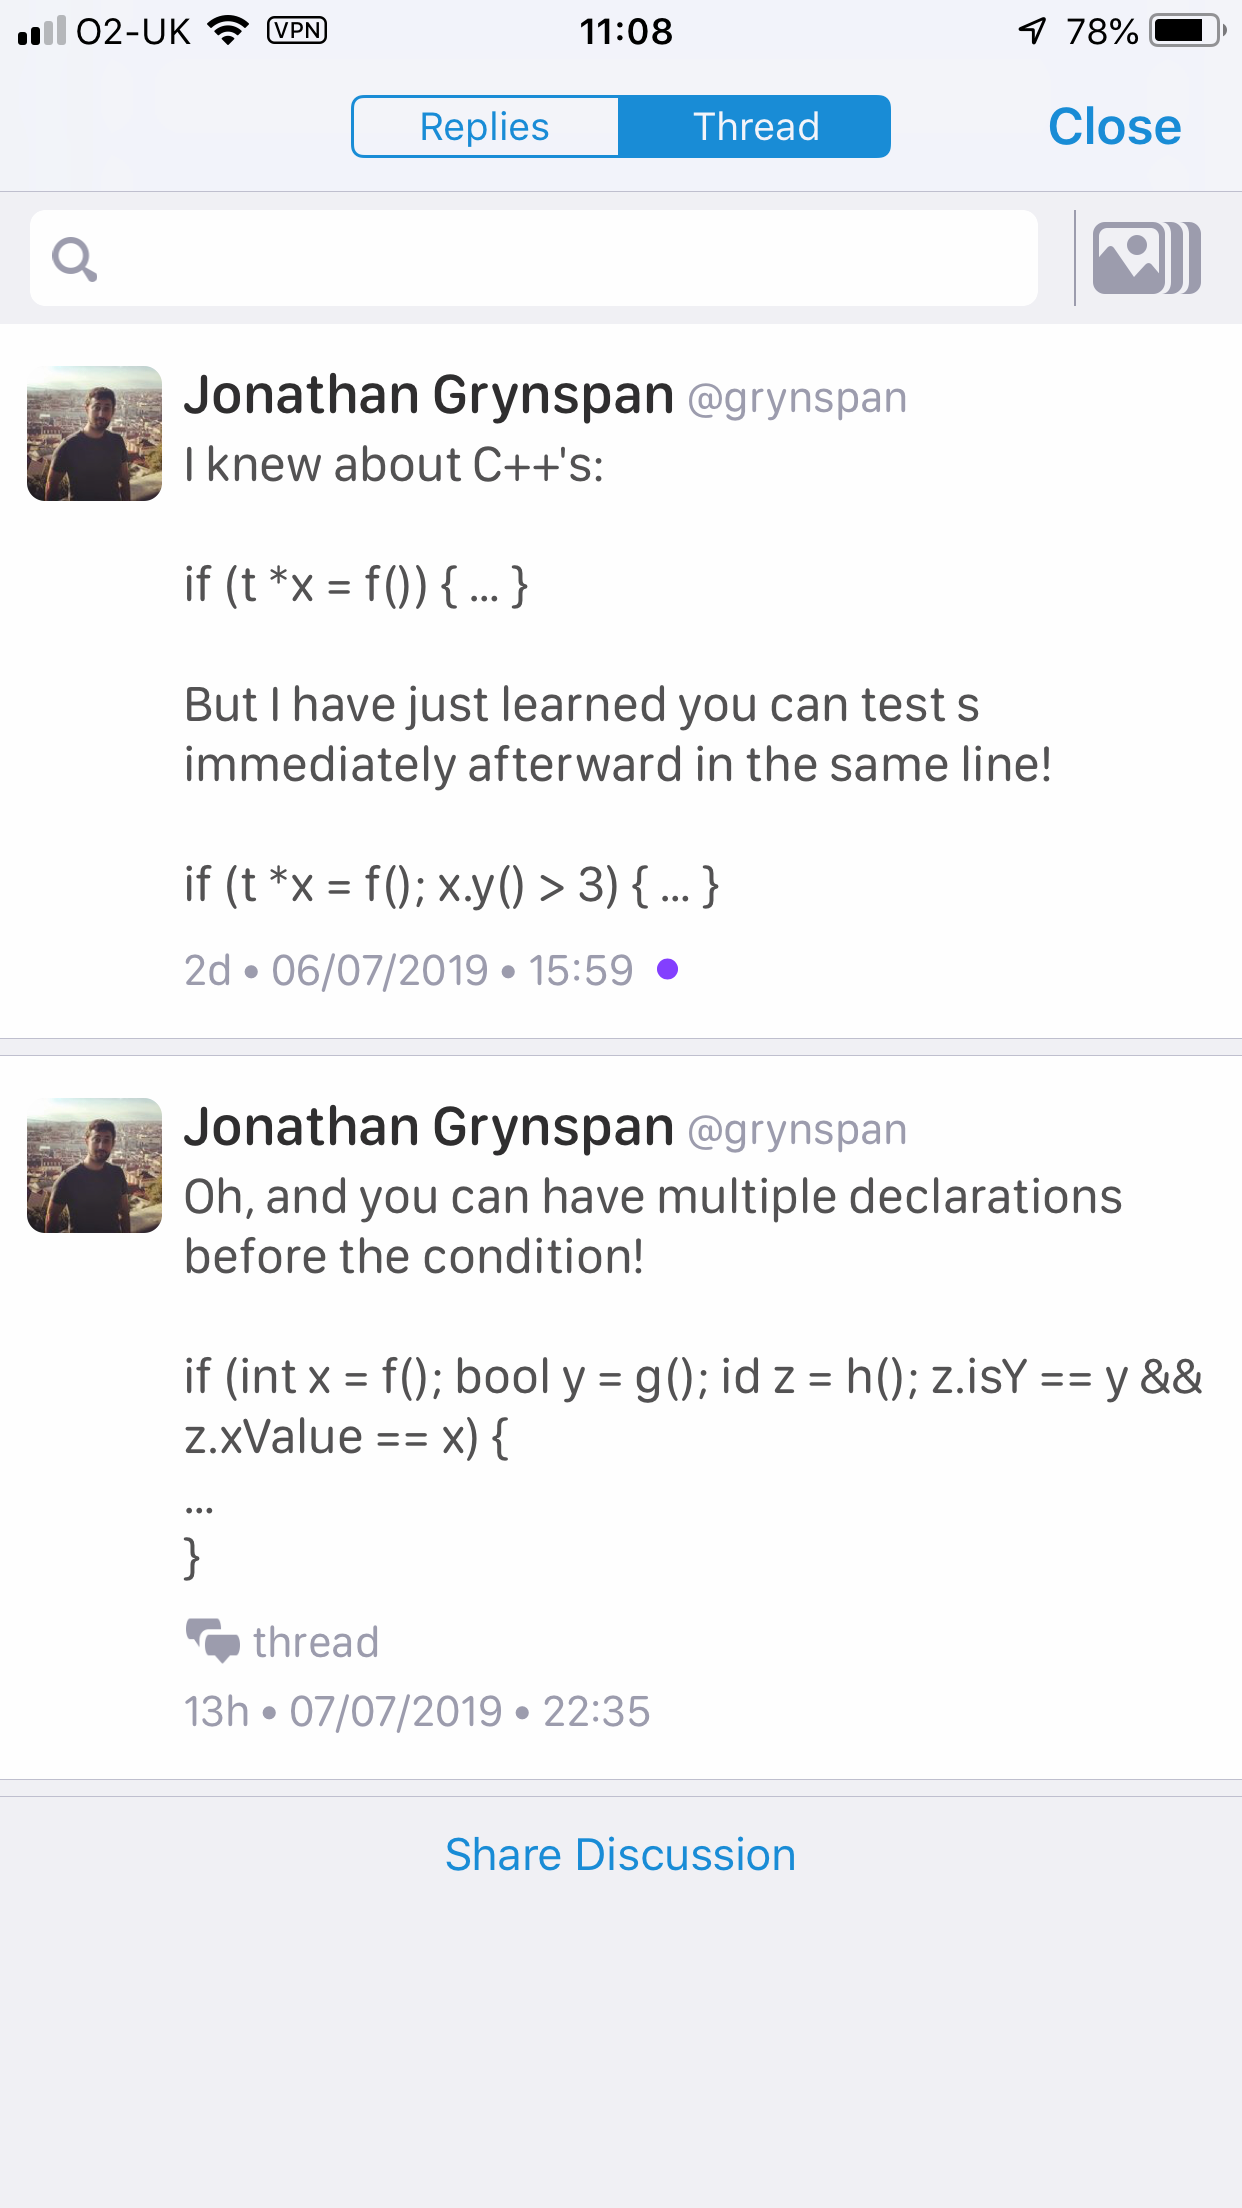 O2-UK VPN 11:08 78%
Replies Thread Close
Jonathan Grynspan @grynspan
I knew about C++'s:
if (t *x = f()) { ... }
But I have just learned you can test s
immediately afterward in the same line!
if (t *x = f(); x.y() > 3) { ... }
2d • 06/07/2019 • 15:59
Jonathan Grynspan @grynspan
Oh, and you can have multiple declarations
before the condition!
if (int x = f(); bool y = g(); id z = h(); z.isY == y &&
z.xValue == x) {
...
}
thread
13h • 07/07/2019 • 22:35
Share Discussion